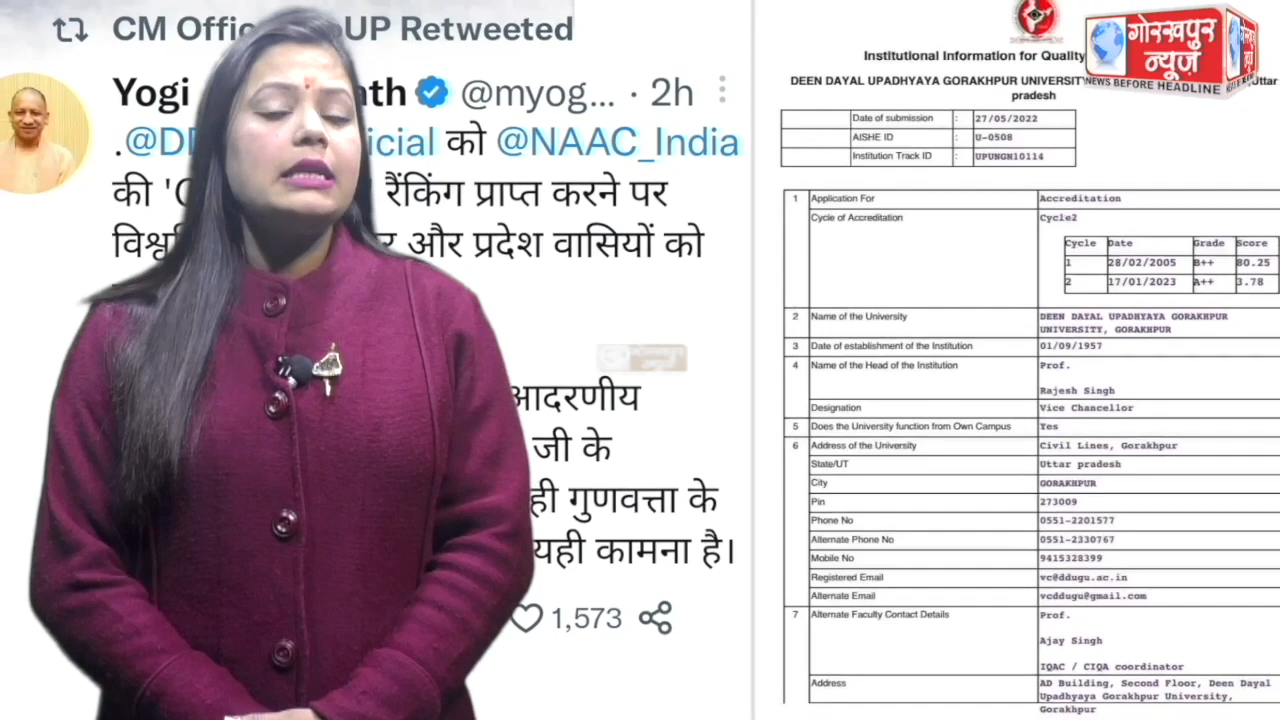 CM Offic UP Retweeted
Yogi ath @myog... · 2h
.@D icial को @NAAC_India
की रैंकिंग प्राप्त करने पर
और प्रदेश वासियों को
आदरणीय
जी के
ही गुणवत्ता के
यही कामना है।
1,573
गोरखपुर
न्यूज़
NEWS BEFORE HEADLINE
Institutional Information for Quality
DEEN DAYAL UPADHYAYA GORAKHPUR UNIVERSITY Uttar
pradesh
Date of submission : 27/05/2022
AISHE ID : U-0508
Institution Track ID : UPUNGN10114
1 Application For Accreditation
Cycle of Accreditation Cycle2
Cycle Date Grade Score
1 28/02/2005 B++ 80.25
2 17/01/2023 A++ 3.78
2 Name of the University DEEN DAYAL UPADHYAYA GORAKHPUR
UNIVERSITY, GORAKHPUR
3 Date of establishment of the Institution 01/09/1957
4 Name of the Head of the Institution Prof.
Rajesh Singh
Designation Vice Chancellor
5 Does the University function from Own Campus Yes
6 Address of the University Civil Lines, Gorakhpur
State/UT Uttar pradesh
City GORAKHPUR
Pin 273009
Phone No 0551-2201577
Alternate Phone No 0551-2330767
Mobile No 9415328399
Registered Email vc@ddugu.ac.in
Alternate Email vcddugu@gmail.com
7 Alternate Faculty Contact Details Prof.
Ajay Singh
IQAC / CIQA coordinator
Address AD Building, Second Floor, Deen Dayal
Upadhyaya Gorakhpur University,
Gorakhpur